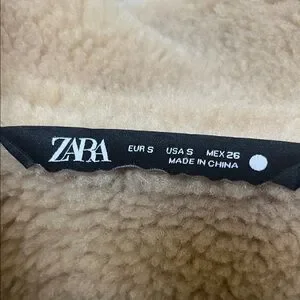 ZARA EUR S USA S MEX 26
MADE IN CHINA